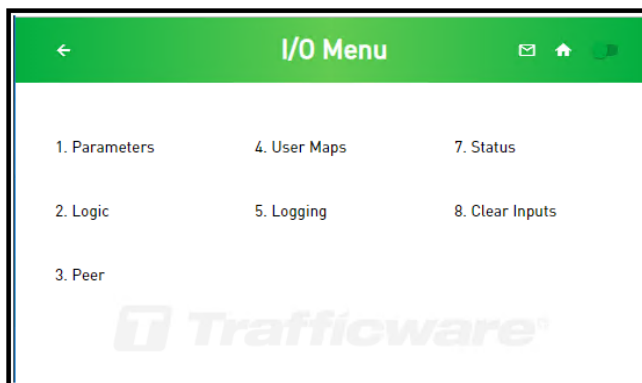 I/O Menu
1. Parameters 4. User Maps 7. Status
2. Logic 5. Logging 8. Clear Inputs
3. Peer
T Trafficware®